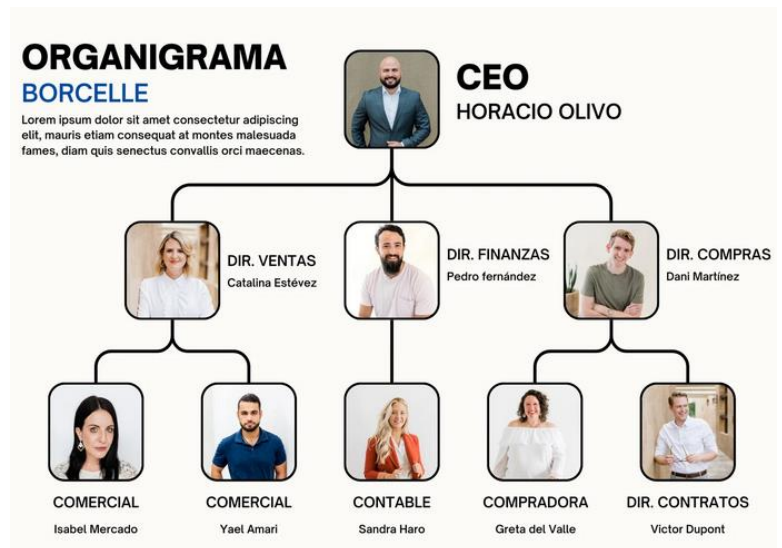 ORGANIGRAMA
BORCELLE
Lorem ipsum dolor sit amet consectetur adipiscing
elit, mauris etiam consequat at montes malesuada
fames, diam quis senectus convallis orci maecenas.
CEO
HORACIO OLIVO
DIR. VENTAS
Catalina Estévez
DIR. FINANZAS
Pedro fernández
DIR. COMPRAS
Dani Martínez
COMERCIAL
Isabel Mercado
COMERCIAL
Yael Amari
CONTABLE
Sandra Haro
COMPRADORA
Greta del Valle
DIR. CONTRATOS
Victor Dupont